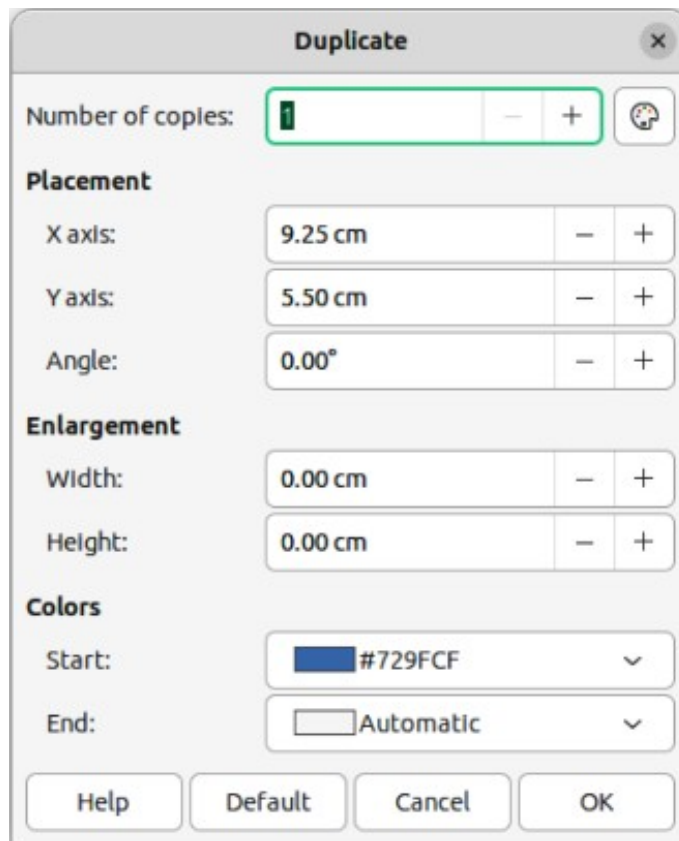 Duplicate
Number of copies: 1
Placement
X axis: 9.25 cm
Y axis: 5.50 cm
Angle: 0.00°
Enlargement
Width: 0.00 cm
Height: 0.00 cm
Colors
Start: #729FCF
End: Automatic
Help Default Cancel OK